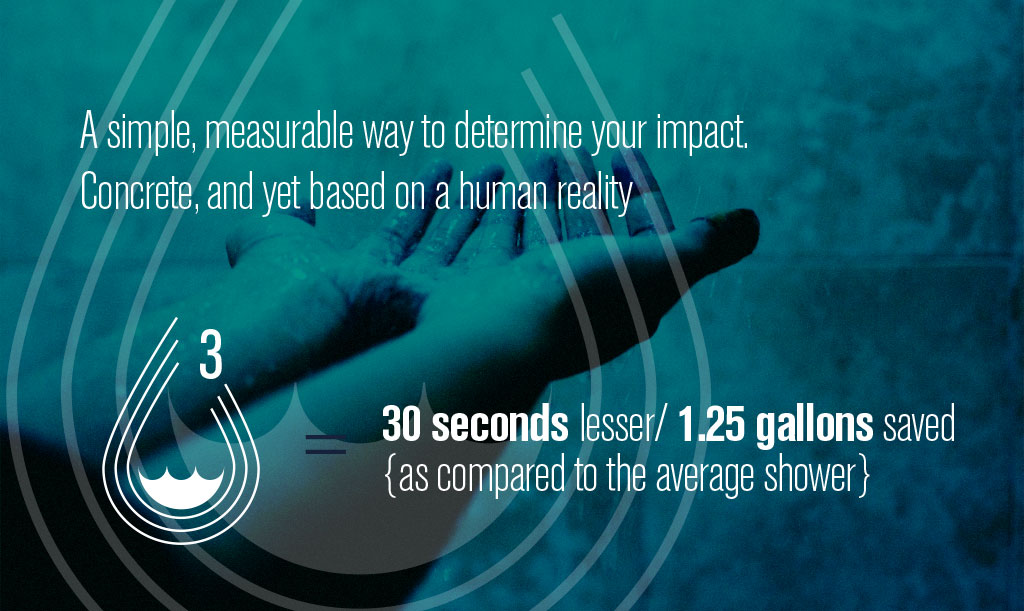 A simple, measurable way to determine your impact.
Concrete, and yet based on a human reality
3
=
30 seconds lesser/ 1.25 gallons saved
{as compared to the average shower}